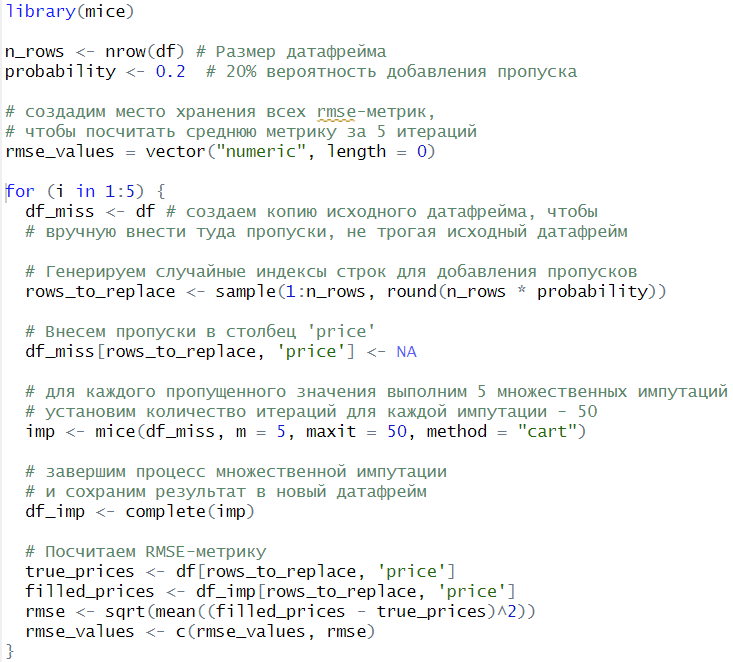 library(mice)
n_rows <- nrow(df) # Размер датафрейма
probability <- 0.2  # 20% вероятность добавления пропуска
# создадим место хранения всех rmse-метрик,
# чтобы посчитать среднюю метрику за 5 итераций
rmse_values = vector("numeric", length = 0)
for (i in 1:5) {
  df_miss <- df # создаем копию исходного датафрейма, чтобы
  # вручную внести туда пропуски, не трогая исходный датафрейм
  # Генерируем случайные индексы строк для добавления пропусков
  rows_to_replace <- sample(1:n_rows, round(n_rows * probability))
  # Внесем пропуски в столбец 'price'
  df_miss[rows_to_replace, 'price'] <- NA
  # для каждого пропущенного значения выполним 5 множественных импутаций
  # установим количество итераций для каждой импутации - 50
  imp <- mice(df_miss, m = 5, maxit = 50, method = "cart")
  # завершим процесс множественной импутации
  # и сохраним результат в новый датафрейм
  df_imp <- complete(imp)
  # Посчитаем RMSE-метрику
  true_prices <- df[rows_to_replace, 'price']
  filled_prices <- df_imp[rows_to_replace, 'price']
  rmse <- sqrt(mean((filled_prices - true_prices)^2))
  rmse_values <- c(rmse_values, rmse)
}